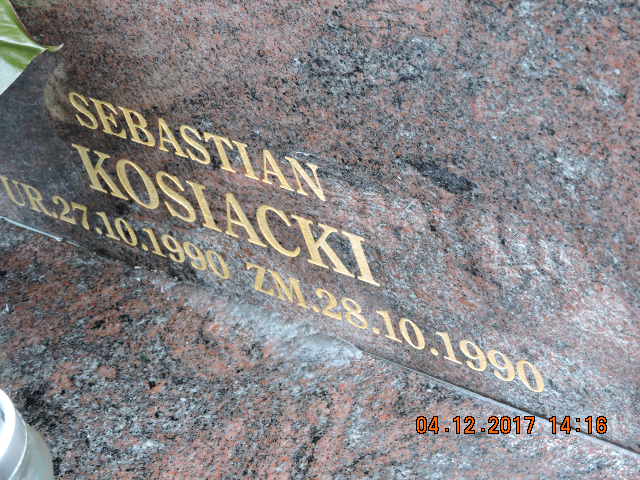 SEBASTIAN
KOSIACKI
UR.27.10.1990 ZM.28.10.1990
04.12.2017 14:16